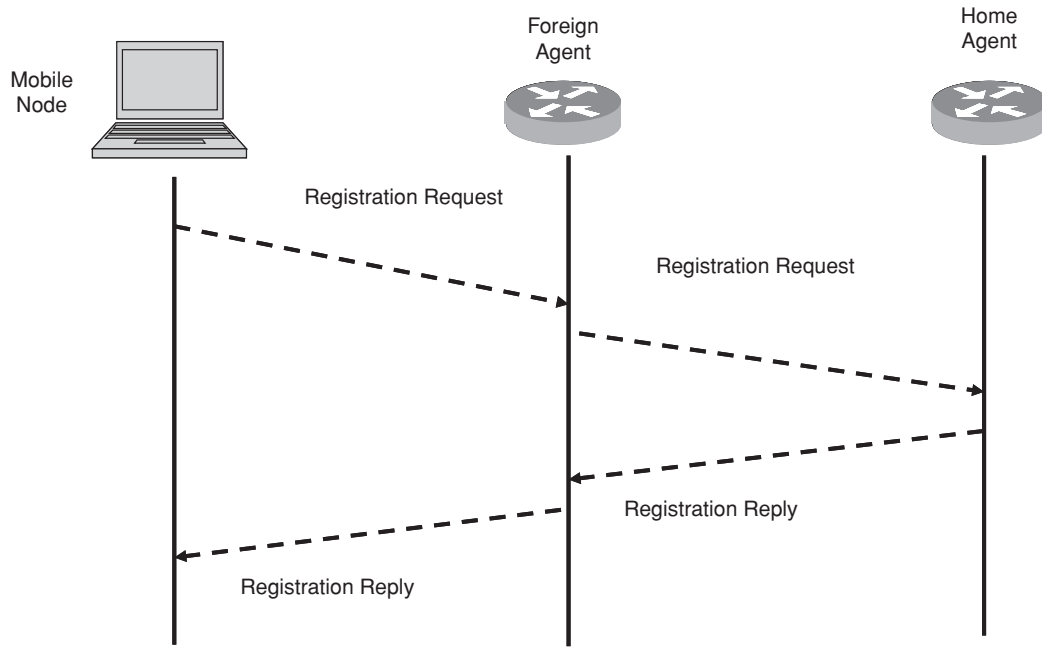 Mobile
Node
Foreign
Agent
Home
Agent
Registration Request
Registration Request
Registration Reply
Registration Reply